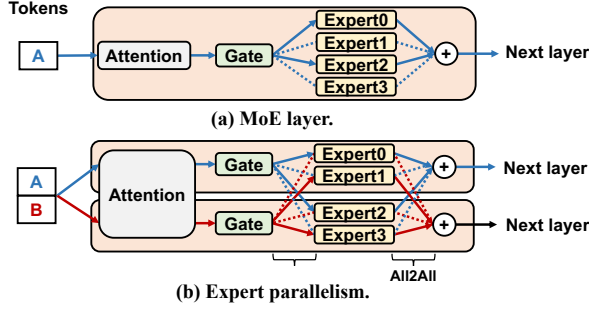 Tokens
A
Attention
Gate
Expert0
Expert1
Expert2
Expert3
+
Next layer
(a) MoE layer.
A
B
Attention
Gate
Gate
Expert0
Expert1
Expert2
Expert3
+
+
Next layer
Next layer
All2All
(b) Expert parallelism.